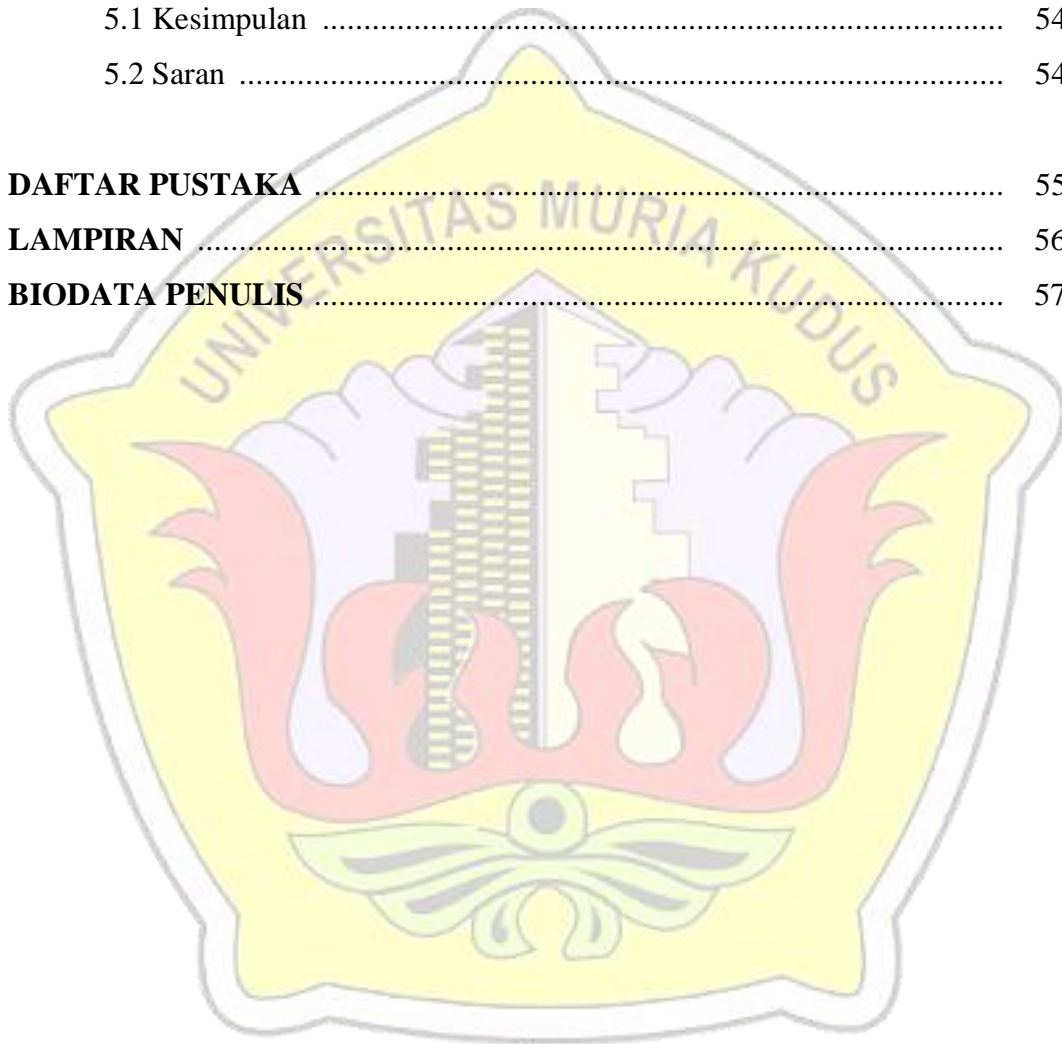 5.1 Kesimpulan ........................................................................................... 54
5.2 Saran ...................................................................................................... 54
DAFTAR PUSTAKA ............................................................................................ 55
LAMPIRAN ........................................................................................................... 56
BIODATA PENULIS ............................................................................................ 57
UNIVERSITAS MURIA KUDUS